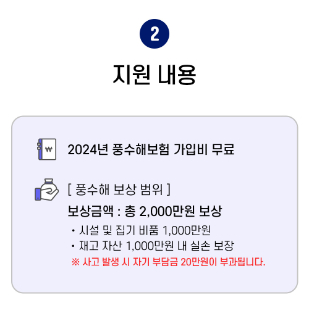 2
지원 내용
₩
2024년 풍수해보험 가입비 무료
[ 풍수해 보상 범위 ]
보상금액 : 총 2,000만원 보상
• 시설 및 집기 비품 1,000만원
• 재고 자산 1,000만원 내 실손 보장
※ 사고 발생 시 자기 부담금 20만원이 부과됩니다.